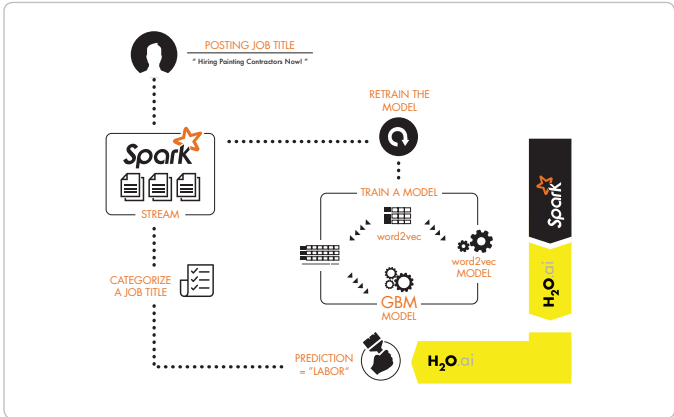 POSTING JOB TITLE
" Hiring Painting Contractors Now! "
RETRAIN THE
MODEL
Spark
STREAM
TRAIN A MODEL
word2vec
word2vec
MODEL
GBM
MODEL
CATEGORIZE
A JOB TITLE
PREDICTION
= "LABOR"
Spark
H2O.ai
H2O.ai